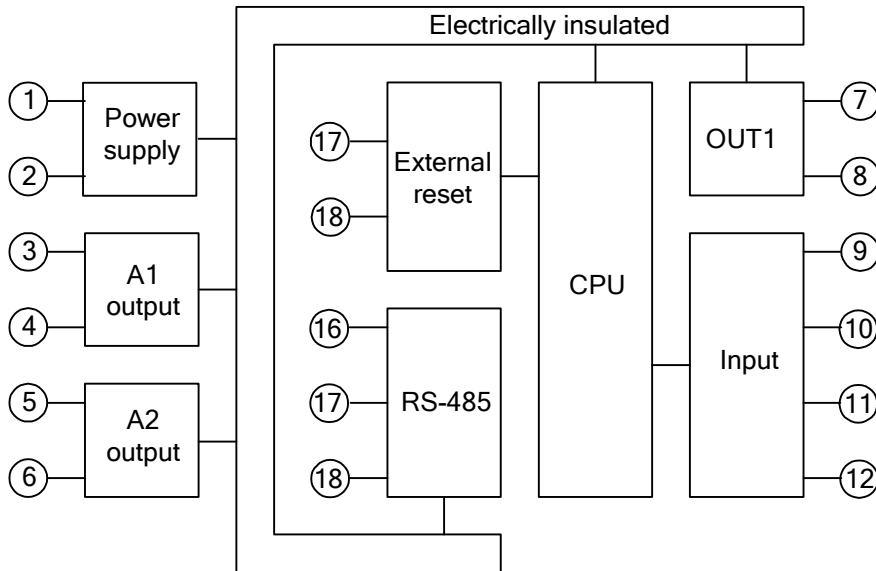 Electrically insulated
1
2
Power
supply
3
4
A1
output
5
6
A2
output
17
18
External
reset
16
17
18
RS-485
CPU
OUT1
7
8
Input
9
10
11
12